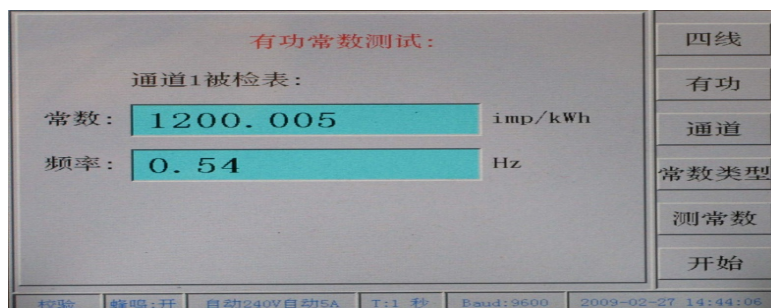 有功常数测试:
通道1被检表:
常数: 1200.005 imp/kWh
频率: 0.54 Hz
四线
有功
通道
常数类型
测常数
开始
校验 蜂鸣:开 自动240V自动5A T:1 秒 Baud:9600 2009-02-27 14:44:06